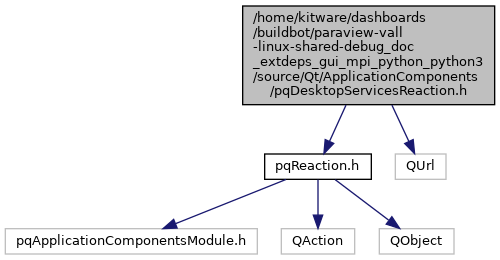 /home/kitware/dashboards
/buildbot/paraview-vall
-linux-shared-debug_doc
_extdeps_gui_mpi_python_python3
/source/Qt/ApplicationComponents
/pqDesktopServicesReaction.h
pqReaction.h
QUrl
pqApplicationComponentsModule.h
QAction
QObject